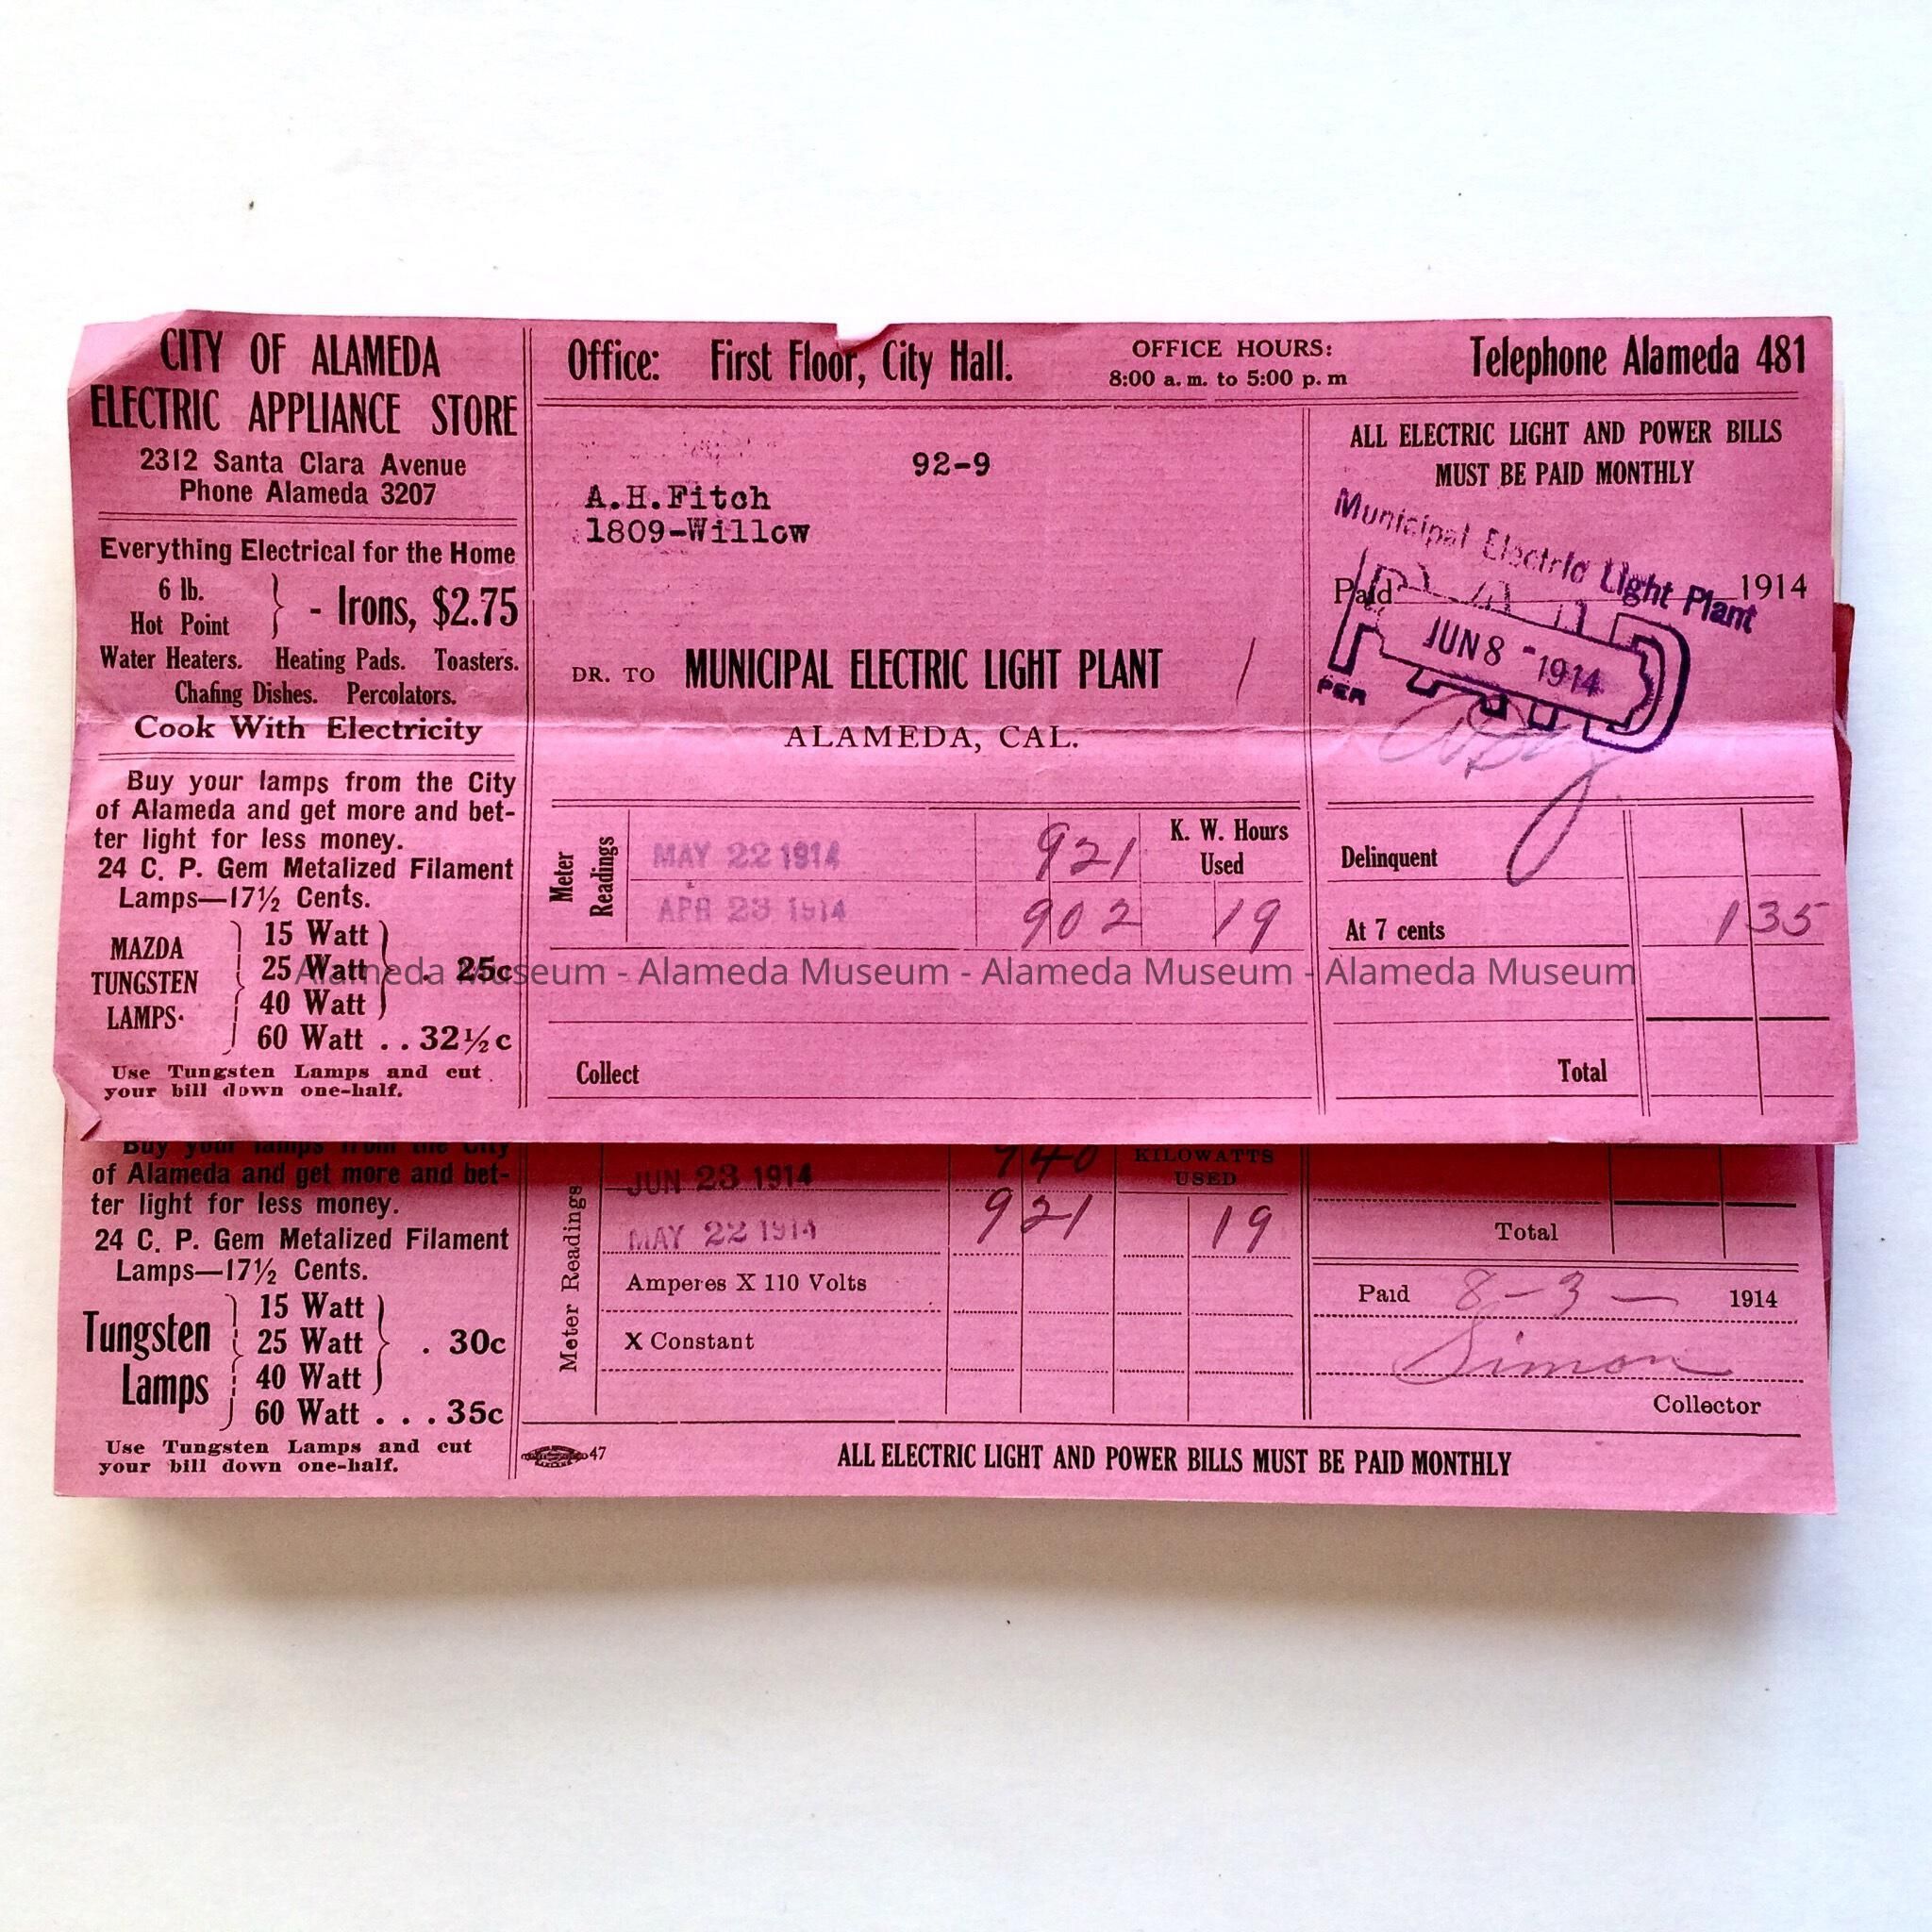 CITY OF ALAMEDA
ELECTRIC APPLIANCE STORE
2312 Santa Clara Avenue
Phone Alameda 3207
Everything Electrical for the Home
6 lb.
Hot Point
- Irons, $2.75
Water Heaters. Heating Pads. Toasters.
Chafing Dishes. Percolators.
Cook With Electricity
Buy your lamps from the City
of Alameda and get more and bet-
ter light for less money.
24 C. P. Gem Metalized Filament
Lamps—17½ Cents.
MAZDA
TUNGSTEN
LAMPS.
15 Watt
25 Watt . 25c
40 Watt
60 Watt . . 32½c
Use Tungsten Lamps and cut
your bill down one-half.
Office: First Floor, City Hall.
OFFICE HOURS:
8:00 a. m. to 5:00 p. m
Telephone Alameda 481
92-9
A.H.Fitch
1809-Willow
DR. TO MUNICIPAL ELECTRIC LIGHT PLANT
ALAMEDA, CAL.
ALL ELECTRIC LIGHT AND POWER BILLS
MUST BE PAID MONTHLY
Municipal Electric Light Plant
Paid 1914
PAID
JUN 8 - 1914
PER
Meter Readings
MAY 22 1914 921
APR 23 1914 902
K. W. Hours
Used
19
Delinquent
At 7 cents 1 35
Collect
Total
Alameda Museum - Alameda Museum - Alameda Museum - Alameda Museum
Buy your lamps from the City
of Alameda and get more and bet-
ter light for less money.
24 C. P. Gem Metalized Filament
Lamps—17½ Cents.
Tungsten
Lamps
15 Watt
25 Watt . 30c
40 Watt
60 Watt . . . 35c
Use Tungsten Lamps and cut
your bill down one-half.
Meter Readings
JUN 23 1914 940
MAY 22 1914 921
KILOWATTS
USED
19
Amperes X 110 Volts
X Constant
Total
Paid 8-3- 1914
Simon
Collector
47
ALL ELECTRIC LIGHT AND POWER BILLS MUST BE PAID MONTHLY